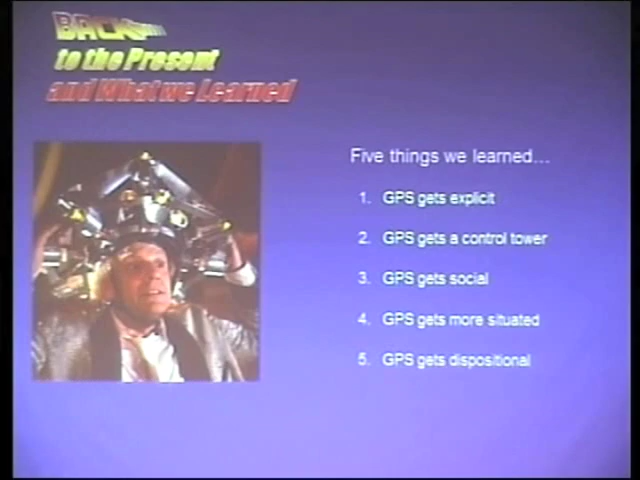 BACK
to the Present
and What we Learned
Five things we learned...
1. GPS gets explicit
2. GPS gets a control tower
3. GPS gets social
4. GPS gets more situated
5. GPS gets dispositional